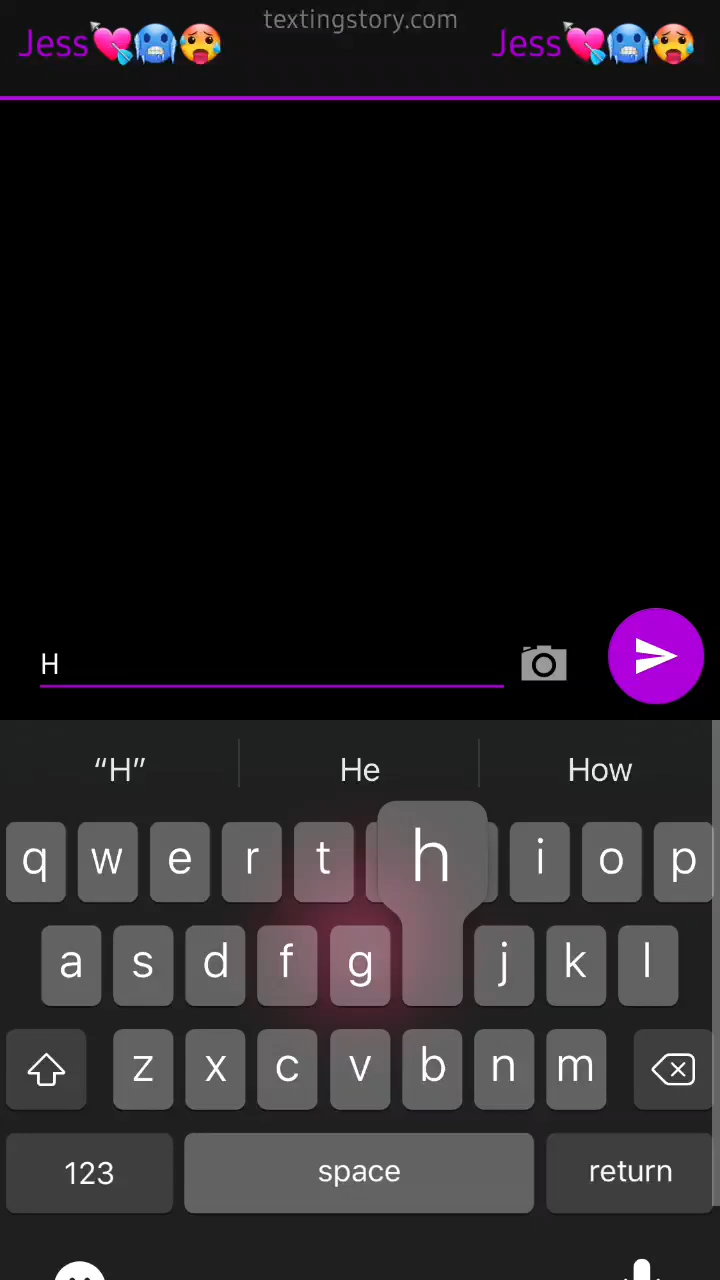 textingstory.com
Jess💘🥶🥵 Jess💘🥶🥵
H
“H” He How
q w e r t h i o p
a s d f g j k l
z x c v b n m
123 space return